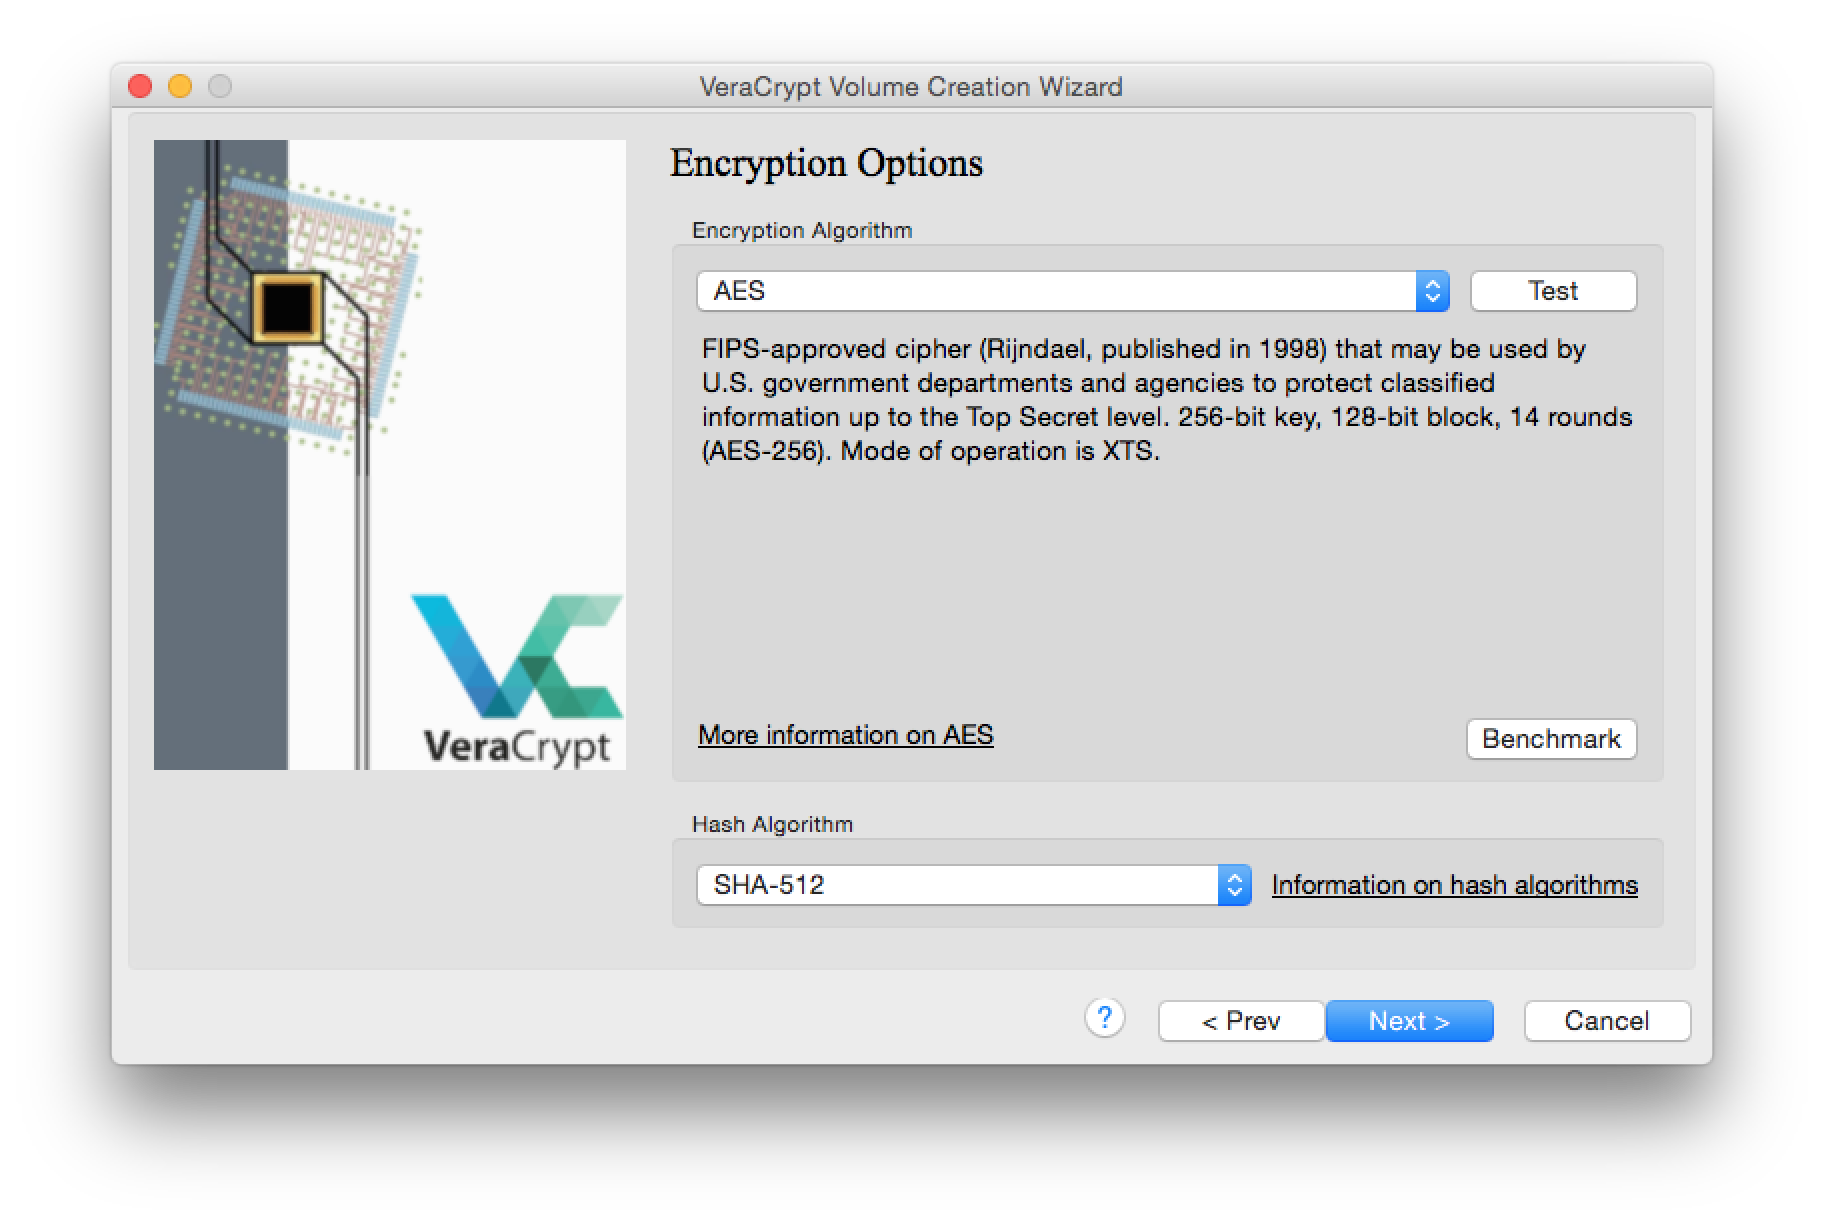 VeraCrypt Volume Creation Wizard
Encryption Options
Encryption Algorithm
AES
Test
FIPS-approved cipher (Rijndael, published in 1998) that may be used by
U.S. government departments and agencies to protect classified
information up to the Top Secret level. 256-bit key, 128-bit block, 14 rounds
(AES-256). Mode of operation is XTS.
VeraCrypt
More information on AES
Benchmark
Hash Algorithm
SHA-512
Information on hash algorithms
?
< Prev
Next >
Cancel